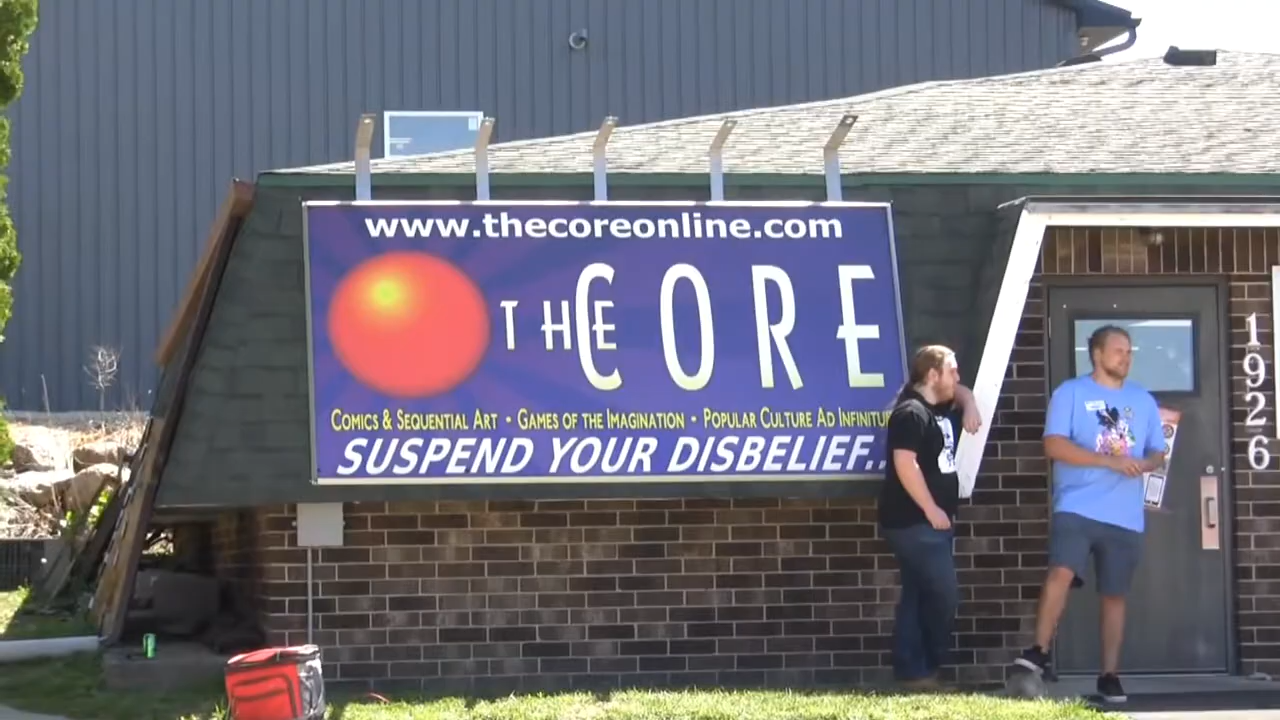 www.thecoreonline.com
THE CORE
COMICS & SEQUENTIAL ART • GAMES OF THE IMAGINATION • POPULAR CULTURE AD INFINITU
SUSPEND YOUR DISBELIEF..
1926